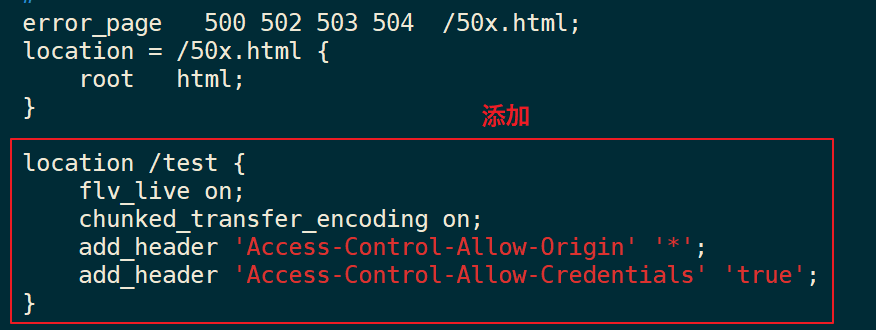 #
error_page   500 502 503 504  /50x.html;
location = /50x.html {
    root   html;
}
添加
location /test {
    flv_live on;
    chunked_transfer_encoding on;
    add_header 'Access-Control-Allow-Origin' '*';
    add_header 'Access-Control-Allow-Credentials' 'true';
}